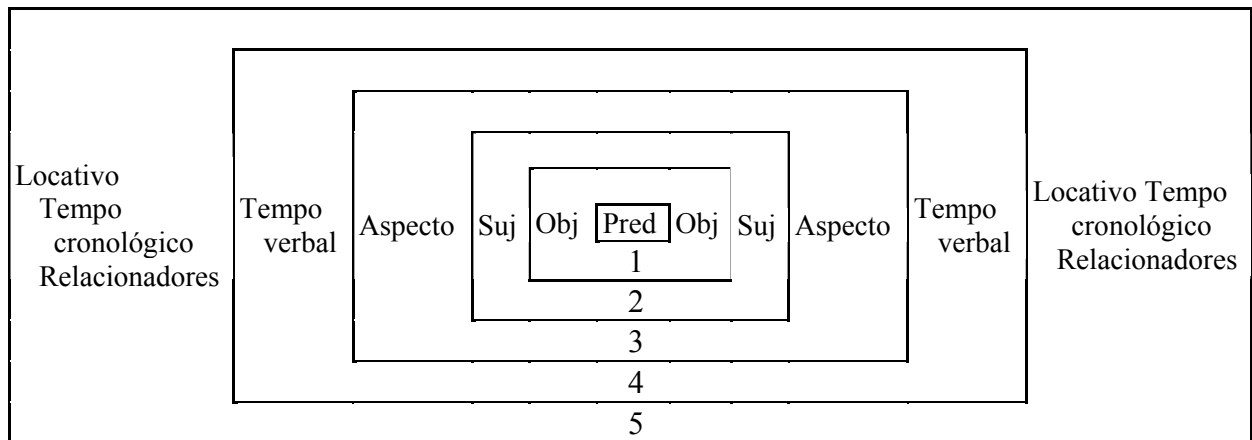 Locativo
Tempo
cronológico
Relacionadores
Tempo
verbal
Aspecto
Suj
Obj
Pred
Obj
Suj
Aspecto
Tempo
verbal
Locativo Tempo
cronológico
Relacionadores
1
2
3
4
5